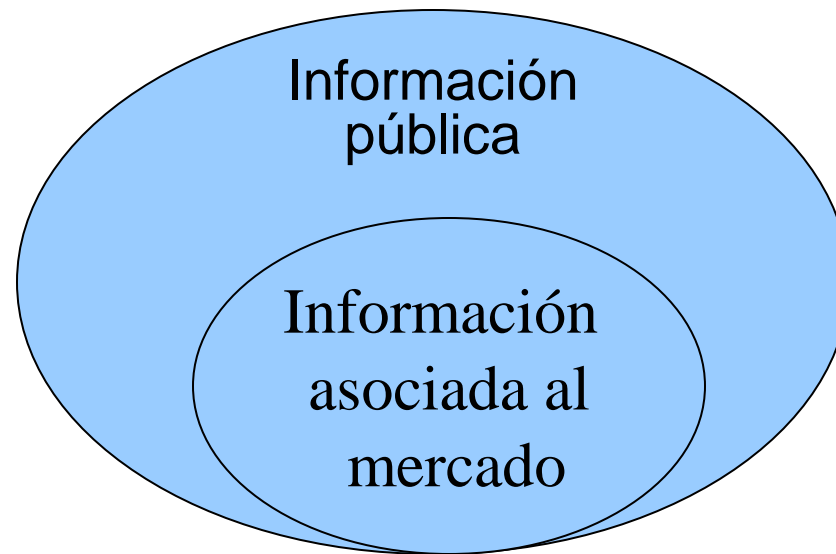 Información
pública
Información
asociada al
mercado